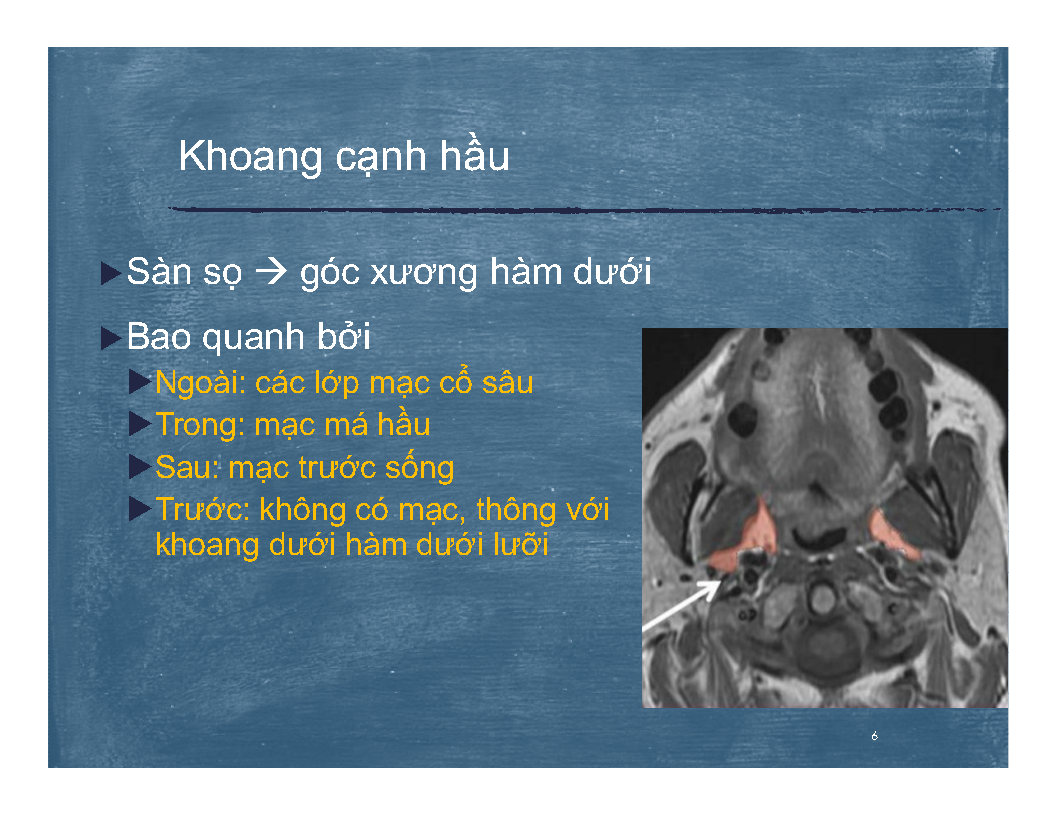 Khoang cạnh hầu
▶Sàn sọ → góc xương hàm dưới
▶Bao quanh bởi
▶Ngoài: các lớp mạc cổ sâu
▶Trong: mạc má hầu
▶Sau: mạc trước sống
▶Trước: không có mạc, thông với
khoang dưới hàm dưới lưỡi
6